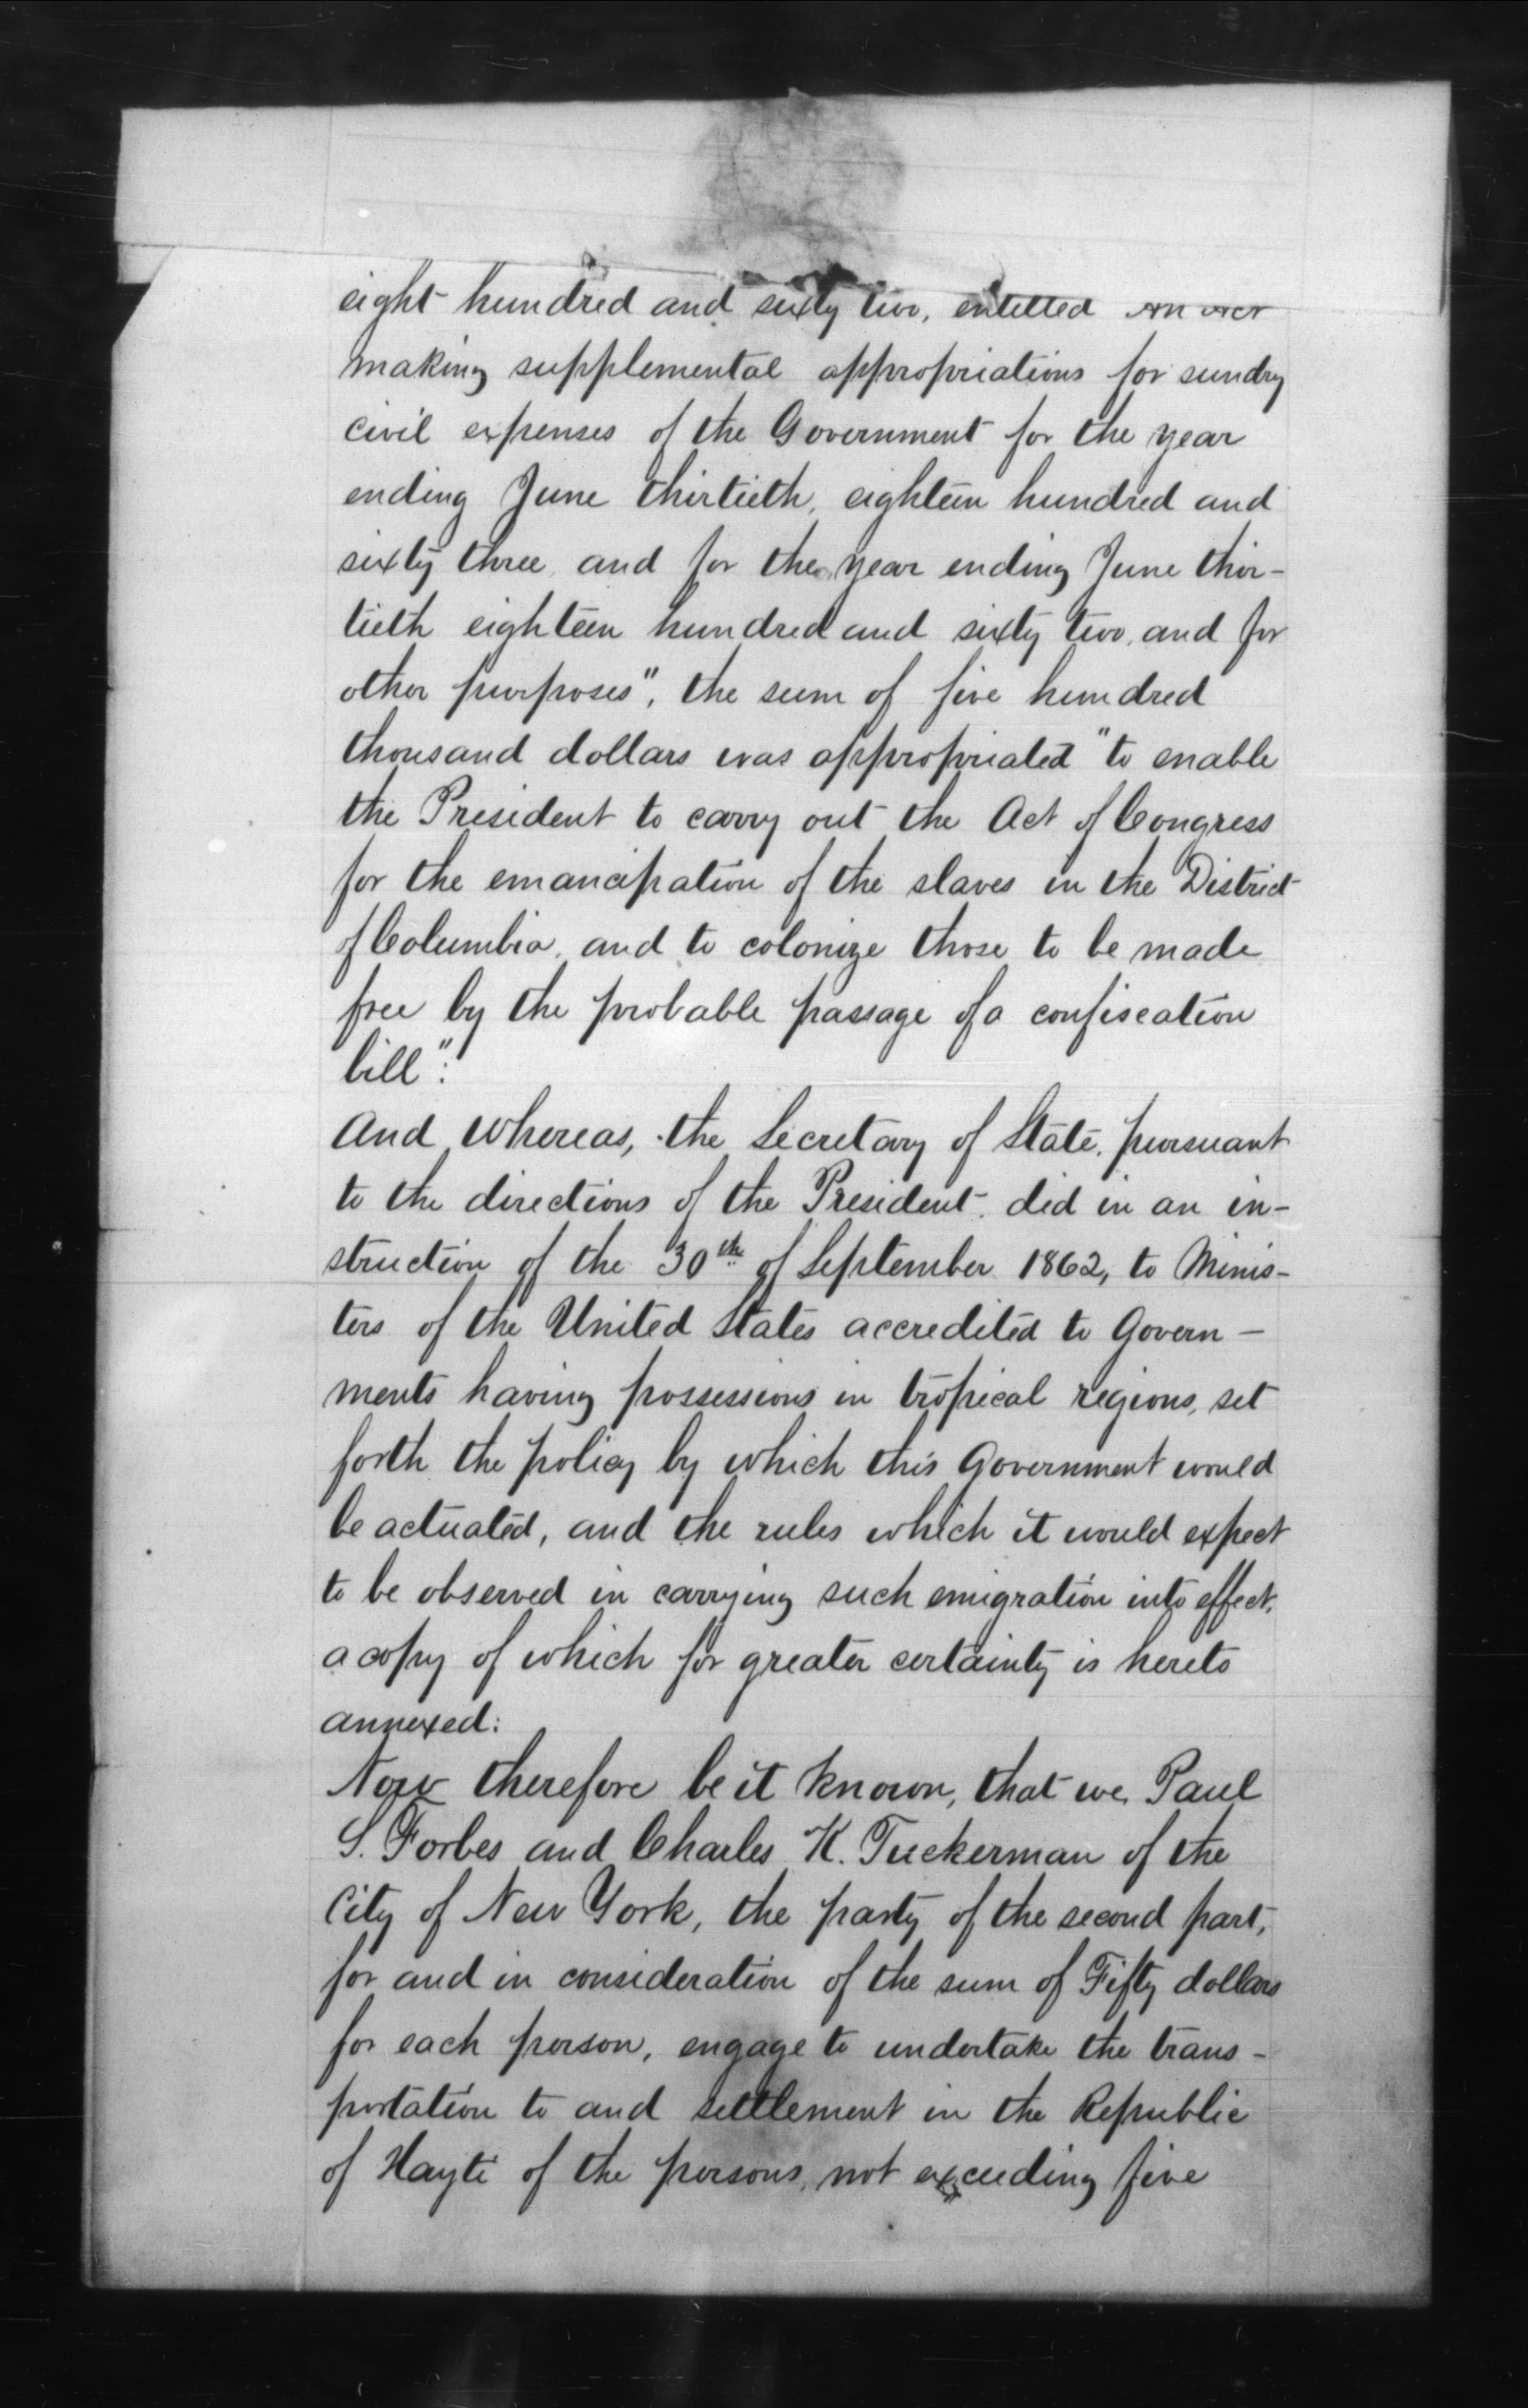 eight hundred and sixty two, entitled An Act
making supplemental appropriations for sundry
civil expenses of the Government for the year
ending June thirtieth, eighteen hundred and
sixty three, and for the year ending June thir-
tieth eighteen hundred and sixty two, and for
other purposes", the sum of five hundred
thousand dollars was appropriated "to enable
the President to carry out the Act of Congress
for the emancipation of the slaves in the District
of Columbia, and to colonize those to be made
free by the probable passage of a confiscation
bill":
And Whereas, the Secretary of State, pursuant
to the directions of the President did in an in-
struction of the 30th of September 1862, to Minis-
ters of the United States accredited to Govern-
ments having possessions in tropical regions, set
forth the policy by which this Government would
be actuated, and the rules which it would expect
to be observed in carrying such emigration into effect,
a copy of which for greater certainty is hereto
annexed:
Now therefore be it known, that we, Paul
S. Forbes and Charles K. Tuckerman of the
City of New York, the party of the second part,
for and in consideration of the sum of Fifty dollars
for each person, engage to undertake the trans-
portation to and settlement in the Republic
of Hayti of the persons, not exceeding five